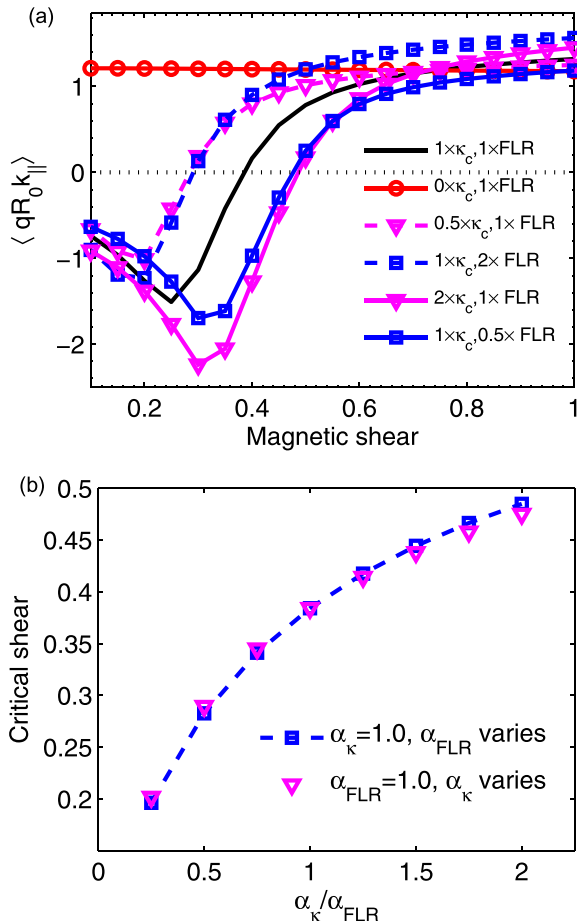 (a)
1
0
−1
−2
⟨ qR₀k∥⟩
1×κc,1×FLR
0×κc,1×FLR
0.5×κc,1× FLR
1×κc,2× FLR
2×κc,1× FLR
1×κc,0.5× FLR
0.2 0.4 0.6 0.8 1
Magnetic shear
(b)
0.5
0.45
0.4
0.35
0.3
0.25
0.2
Critical shear
ακ=1.0, αFLR varies
αFLR=1.0, ακ varies
0 0.5 1 1.5 2
ακ/αFLR